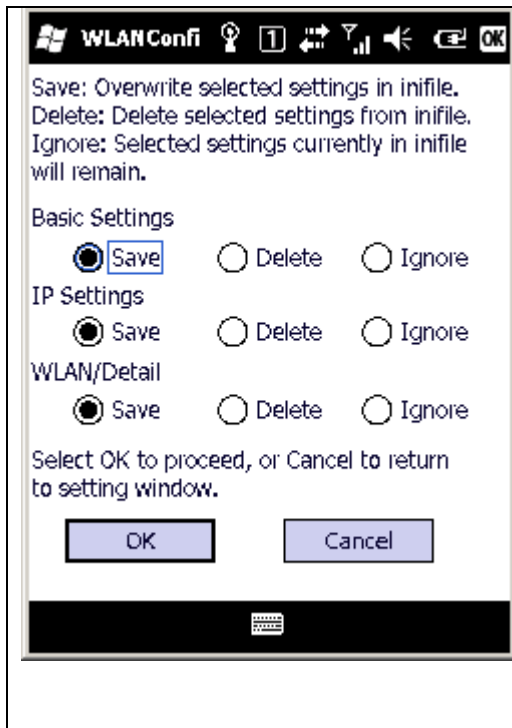 WLANConfi 1 OK
Save: Overwrite selected settings in inifile.
Delete: Delete selected settings from inifile.
Ignore: Selected settings currently in inifile
will remain.
Basic Settings
Save Delete Ignore
IP Settings
Save Delete Ignore
WLAN/Detail
Save Delete Ignore
Select OK to proceed, or Cancel to return
to setting window.
OK Cancel